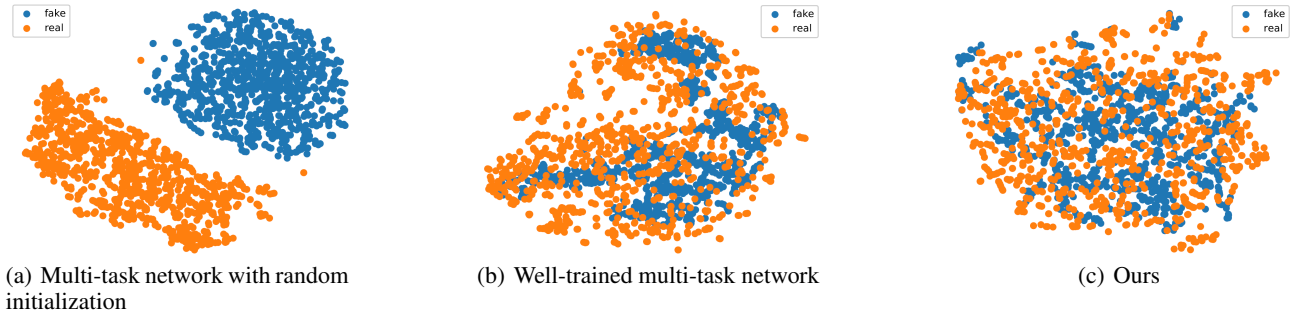 fake
real
fake
real
fake
real
(a) Multi-task network with random
initialization
(b) Well-trained multi-task network
(c) Ours